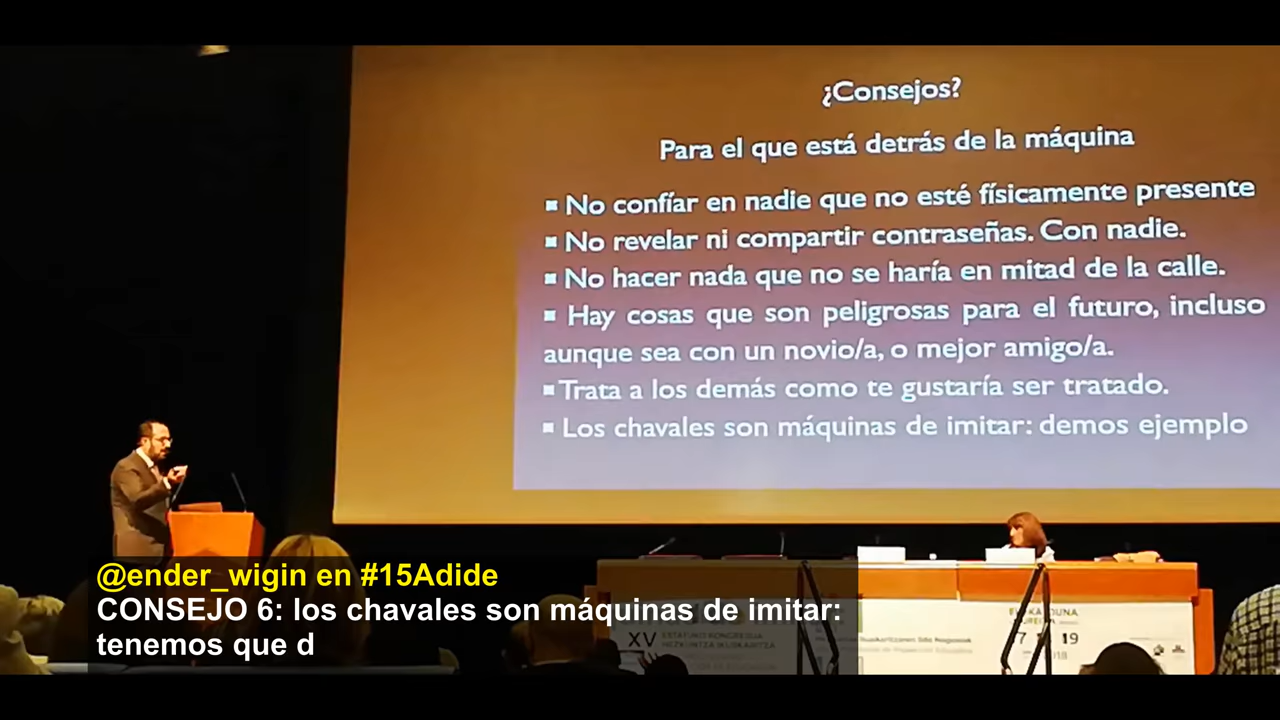 ¿Consejos?
Para el que está detrás de la máquina
▪ No confíar en nadie que no esté físicamente presente
▪ No revelar ni compartir contraseñas. Con nadie.
▪ No hacer nada que no se haría en mitad de la calle.
▪ Hay cosas que son peligrosas para el futuro, incluso
aunque sea con un novio/a, o mejor amigo/a.
▪ Trata a los demás como te gustaría ser tratado.
▪ Los chavales son máquinas de imitar: demos ejemplo
@ender_wigin en #15Adide
CONSEJO 6: los chavales son máquinas de imitar:
tenemos que d
XV